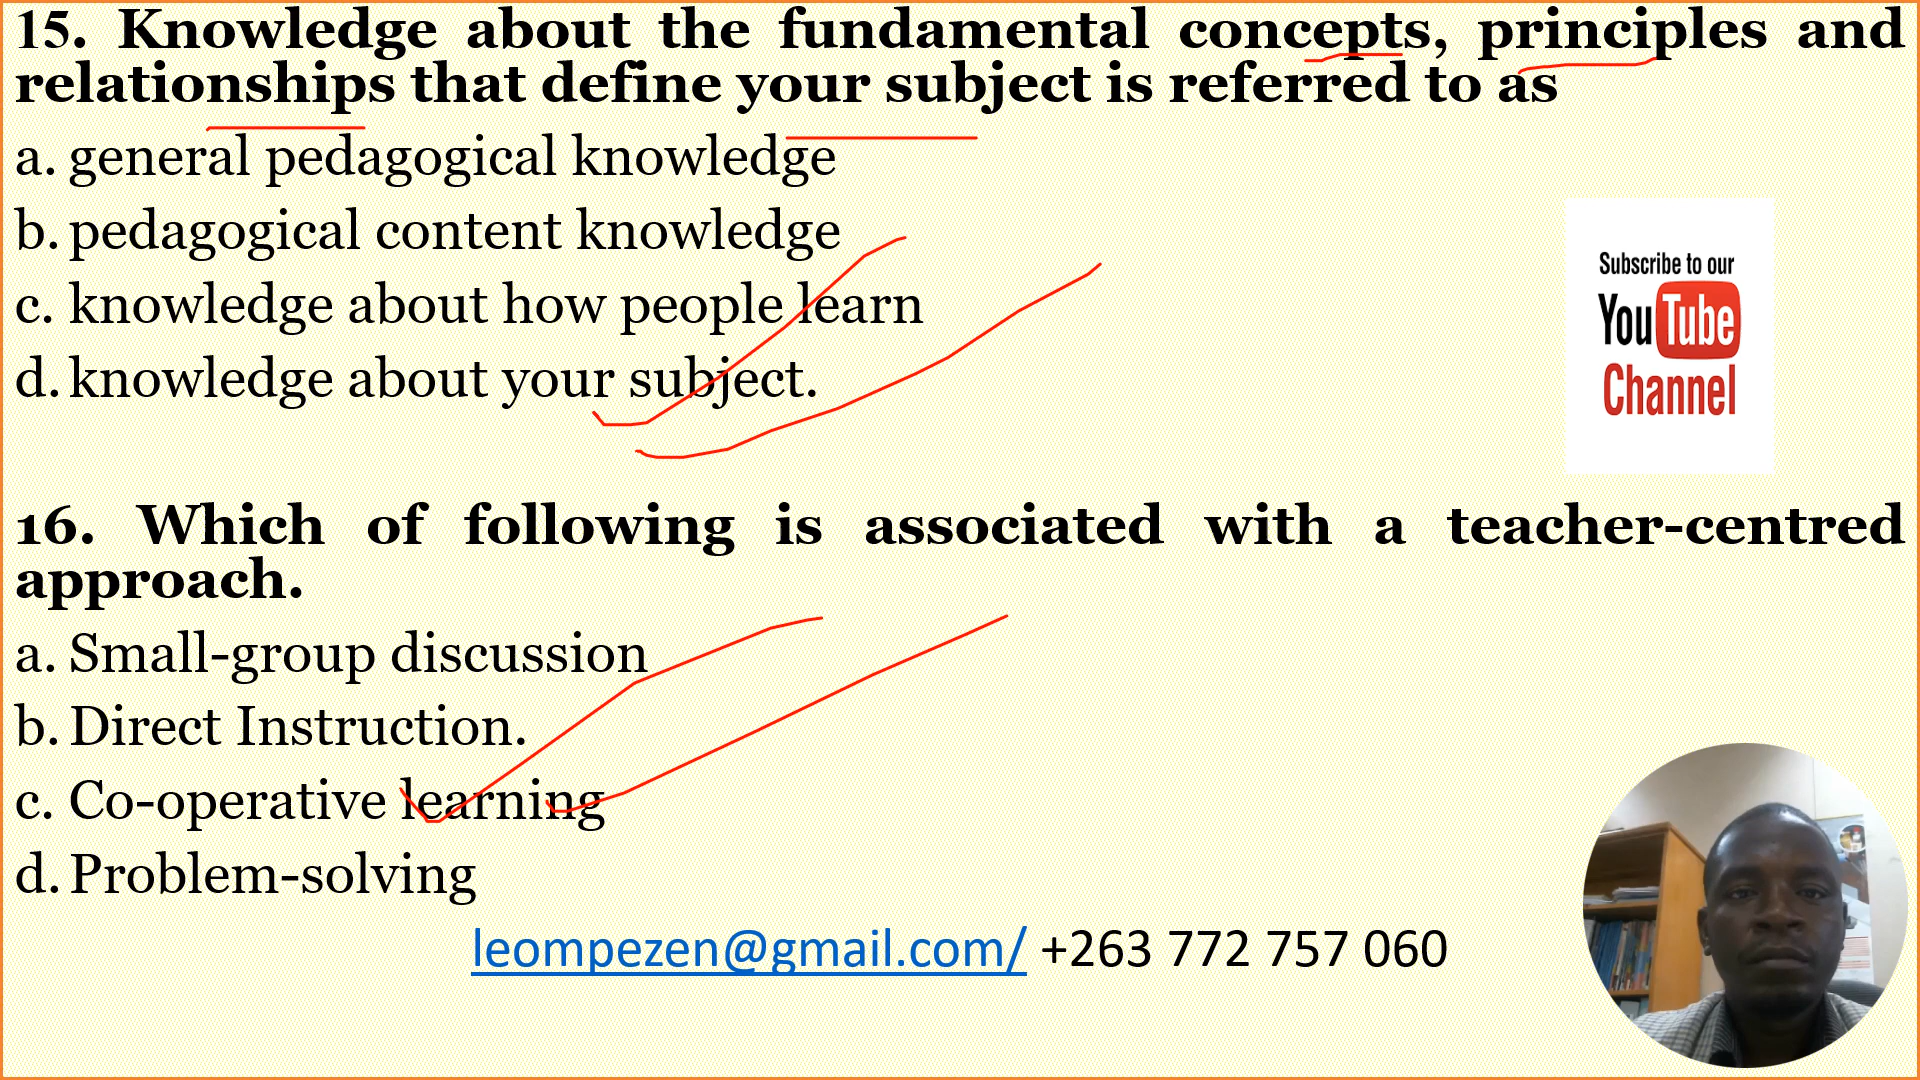 15. Knowledge about the fundamental concepts, principles and
relationships that define your subject is referred to as
a. general pedagogical knowledge
b. pedagogical content knowledge
c. knowledge about how people learn
d. knowledge about your subject.
Subscribe to our
YouTube
Channel
16. Which of following is associated with a teacher-centred
approach.
a. Small-group discussion
b. Direct Instruction.
c. Co-operative learning
d. Problem-solving
leompezen@gmail.com/ +263 772 757 060